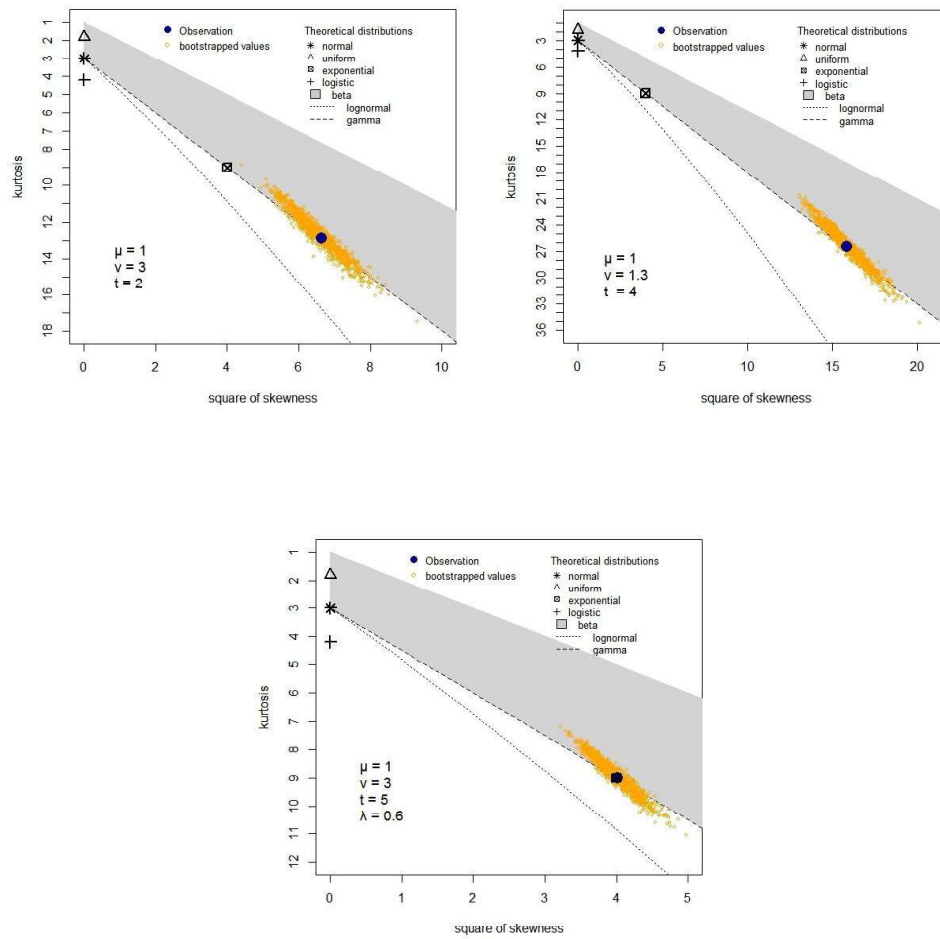 Observation
bootstrapped values
Theoretical distributions
normal
uniform
exponential
logistic
beta
lognormal
gamma
kurtosis
1
2
3
4
5
6
7
8
9
10
12
14
16
18
μ = 1
ν = 3
t = 2
0 2 4 6 8 10
square of skewness
Observation
bootstrapped values
Theoretical distributions
normal
uniform
exponential
logistic
beta
lognormal
gamma
kurtosis
3
6
9
12
15
18
21
24
27
30
33
36
μ = 1
ν = 1.3
t = 4
0 5 10 15 20
square of skewness
Observation
bootstrapped values
Theoretical distributions
normal
uniform
exponential
logistic
beta
lognormal
gamma
kurtosis
1
2
3
4
5
6
7
8
9
10
11
12
μ = 1
ν = 3
t = 5
λ = 0.6
0 1 2 3 4 5
square of skewness